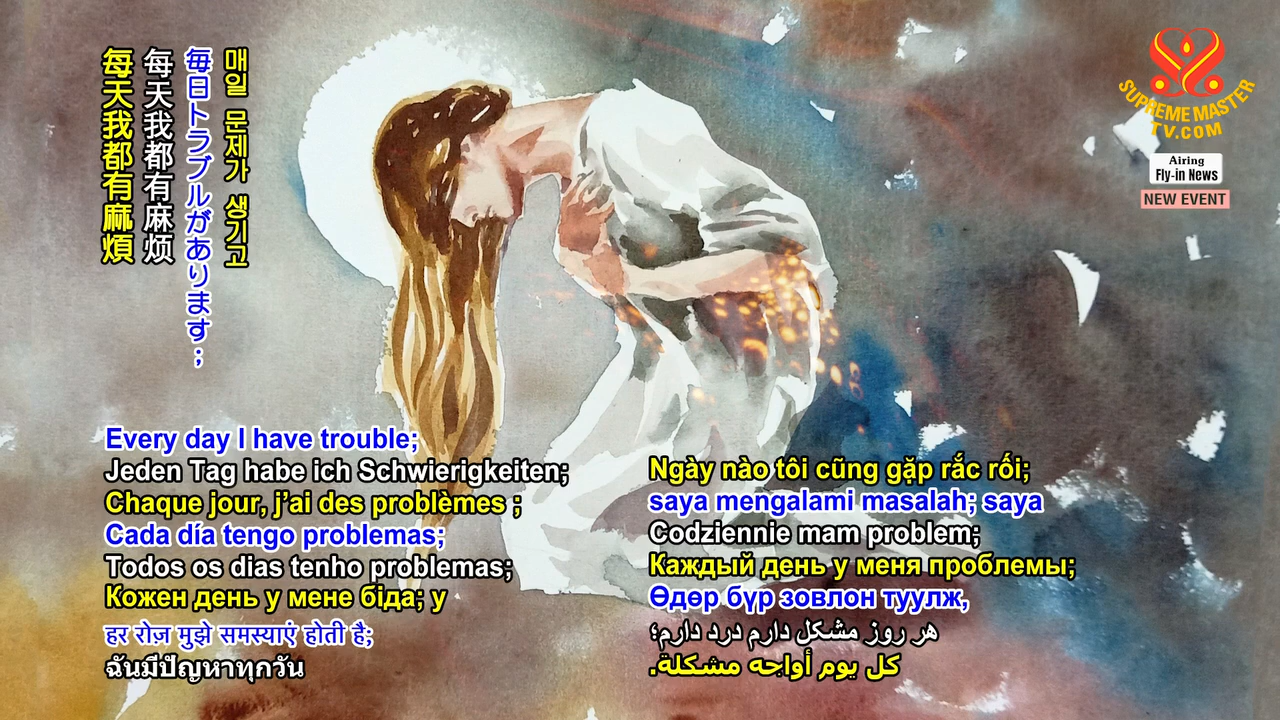 每天我都有麻煩
每天我都有麻烦
毎日トラブルがあります；
매일 문제가 생기고
SUPREME MASTER
TV.COM
Airing
Fly-in News
NEW EVENT
Every day I have trouble;
Jeden Tag habe ich Schwierigkeiten;
Chaque jour, j’ai des problèmes ;
Cada día tengo problemas;
Todos os dias tenho problemas;
Кожен день у мене біда; у
हर रोज़ मुझे समस्याएं होती है;
ฉันมีปัญหาทุกวัน
Ngày nào tôi cũng gặp rắc rối;
saya mengalami masalah; saya
Codziennie mam problem;
Каждый день у меня проблемы;
Өдөр бүр зовлон туулж,
هر روز مشکل دارم درد دارم؛
كل يوم أواجه مشكلة.